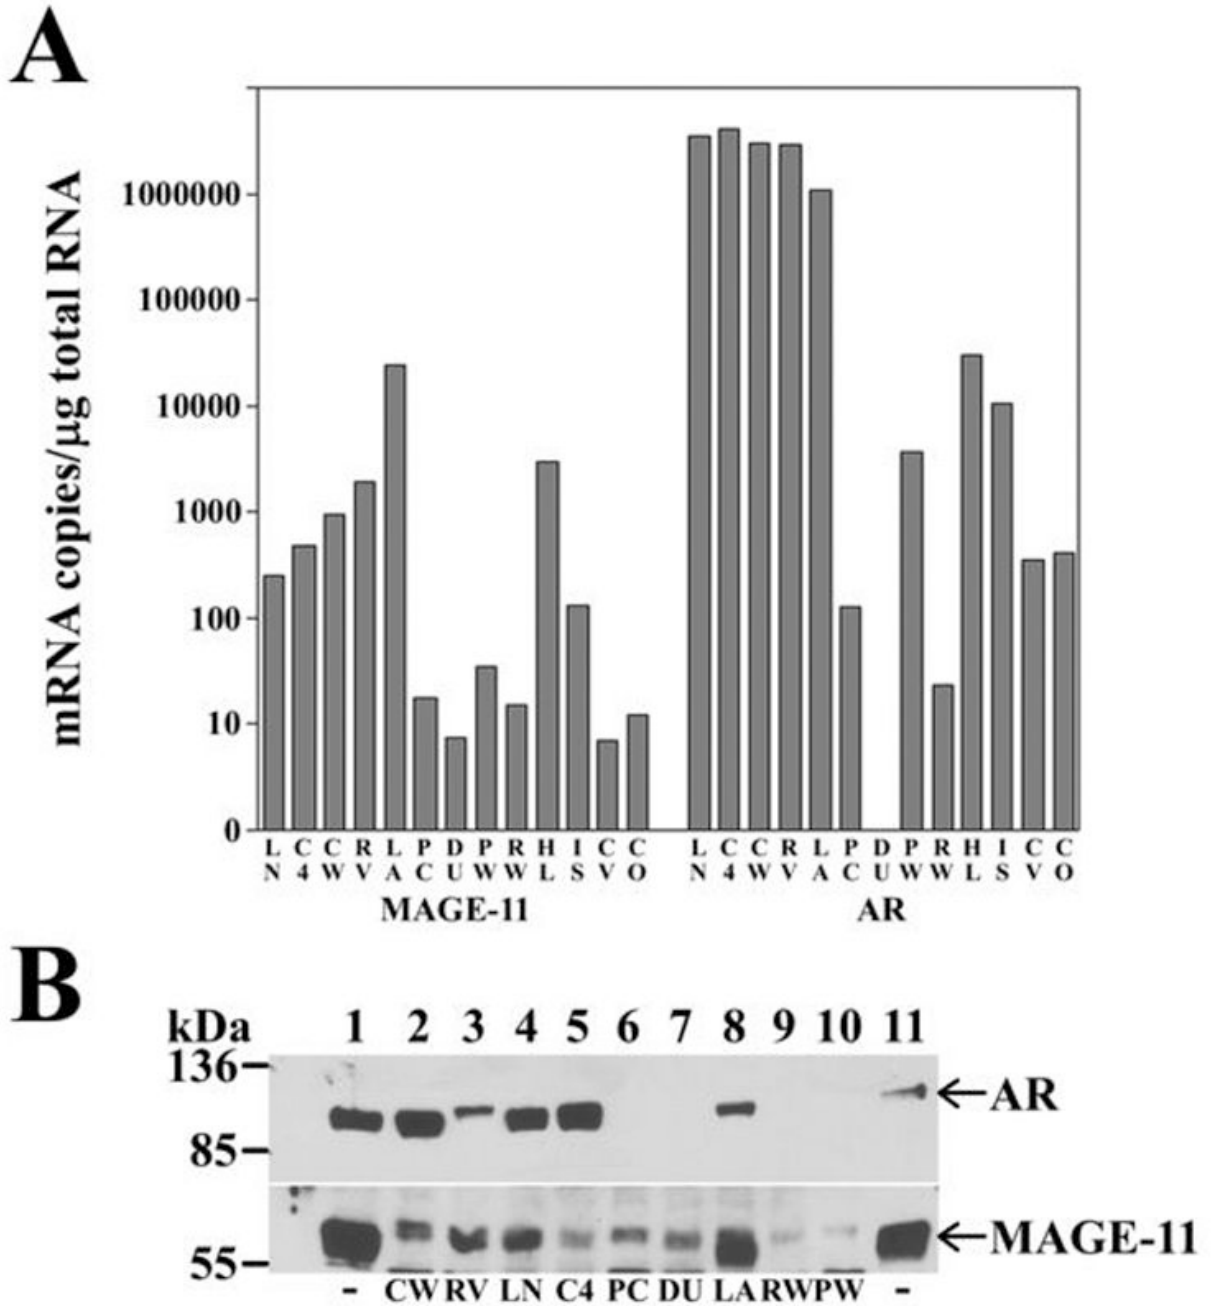 A
mRNA copies/µg total RNA
1000000
100000
10000
1000
100
10
0
L C C R L P D P R H I C C L C C R L P D P R H I C C
N 4 W V A C U W W L S V O N 4 W V A C U W W L S V O
MAGE-11 AR
B
kDa 1 2 3 4 5 6 7 8 9 10 11
136
AR
85
MAGE-11
55
- CW RV LN C4 PC DU LA RW PW -